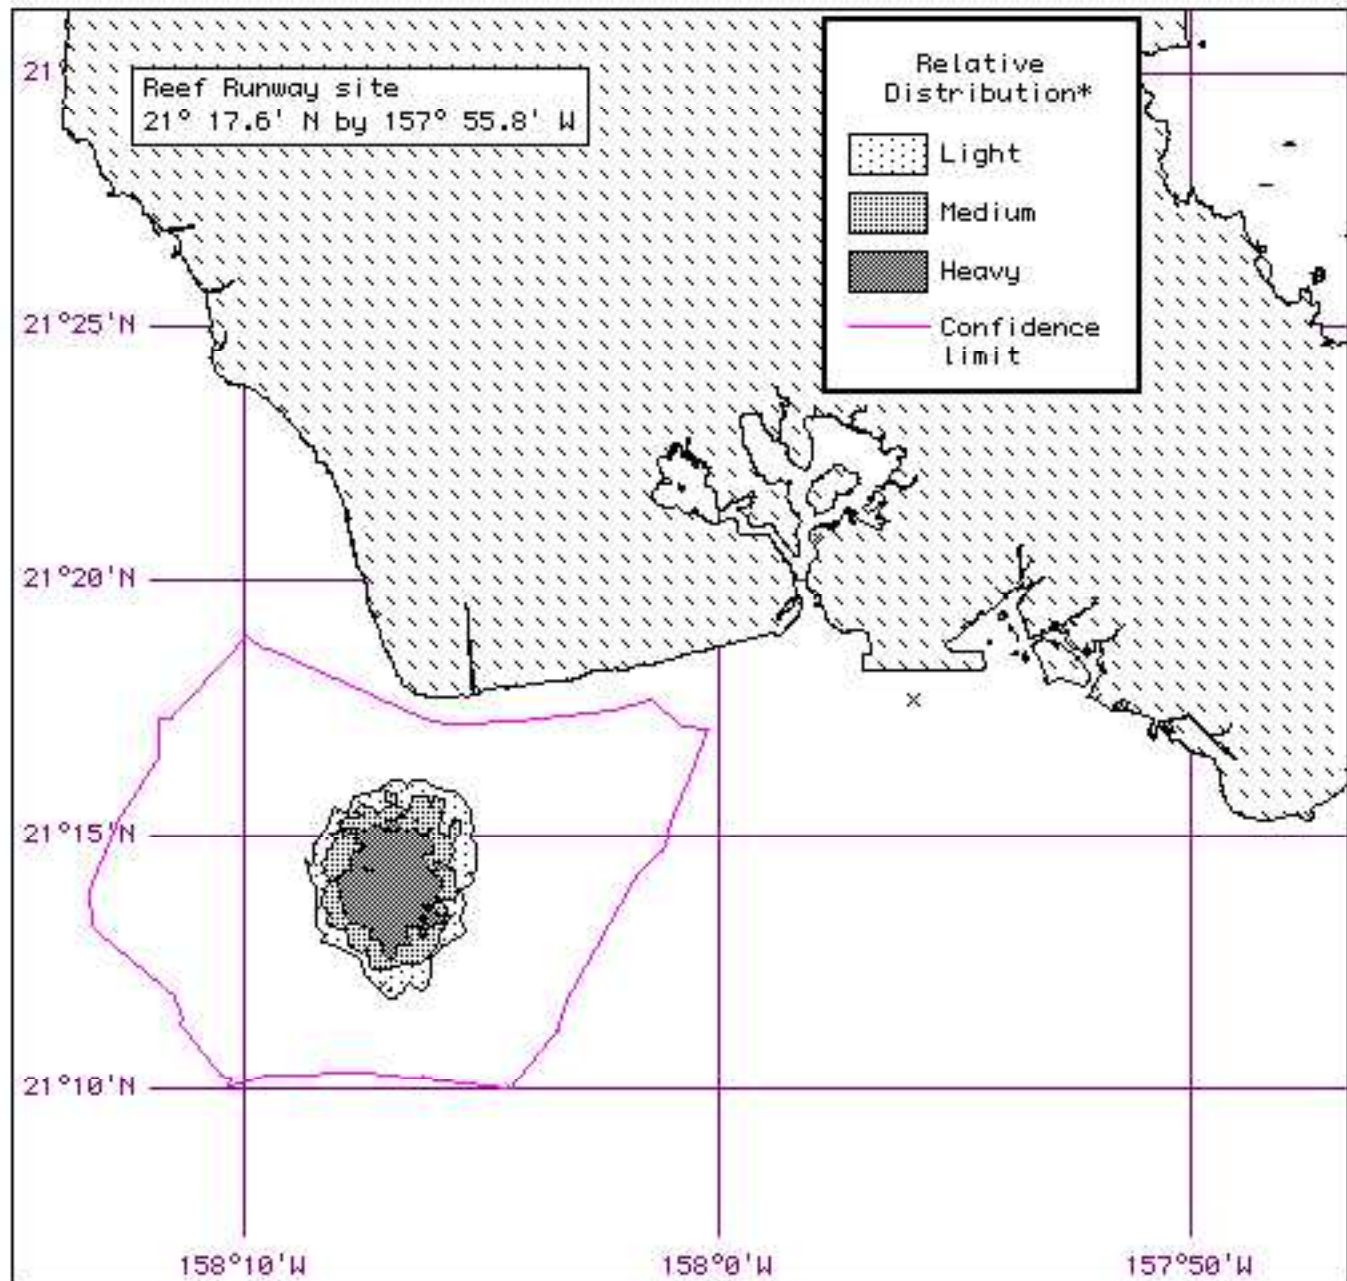 21
Reef Runway site
21° 17.6' N by 157° 55.8' W
Relative
Distribution*
Light
Medium
Heavy
Confidence
limit
21°25'N
21°20'N
21°15'N
21°10'N
158°10'W
158°0'W
157°50'W